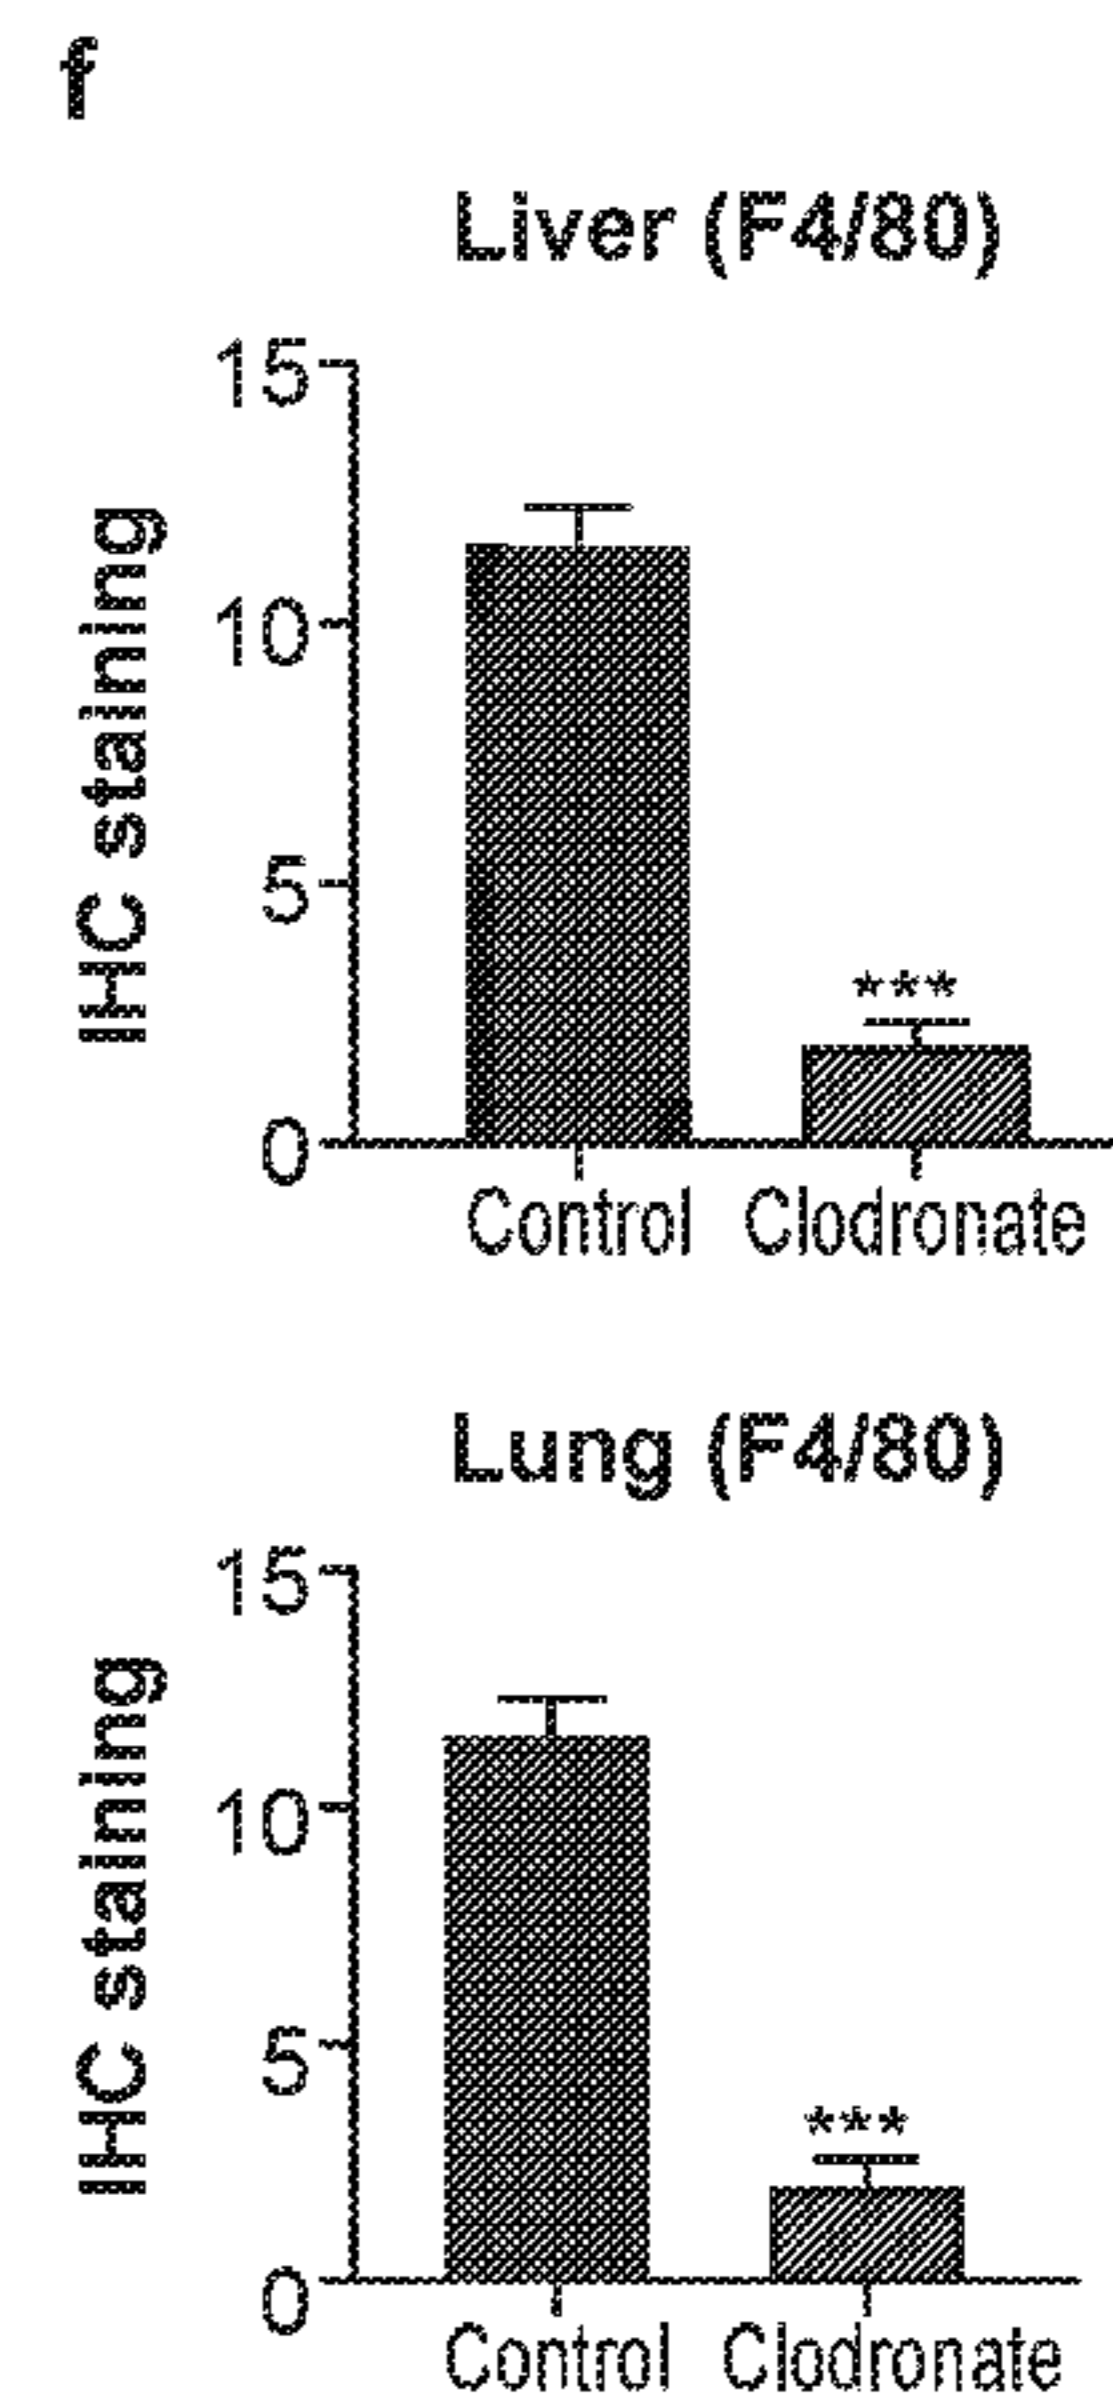 f
Liver (F4/80)
IHC staining
15
10
5
0
***
Control Clodronate
Lung (F4/80)
IHC staining
15
10
5
0
***
Control Clodronate